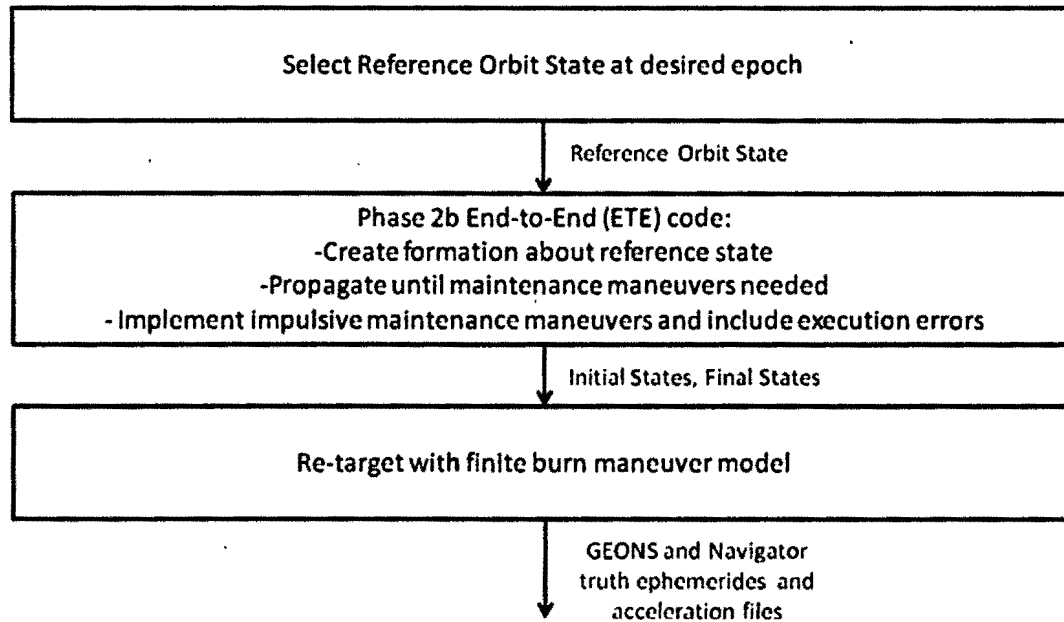 Select Reference Orbit State at desired epoch
Reference Orbit State
Phase 2b End-to-End (ETE) code:
-Create formation about reference state
-Propagate until maintenance maneuvers needed
- Implement impulsive maintenance maneuvers and include execution errors
Initial States, Final States
Re-target with finite burn maneuver model
GEONS and Navigator
truth ephemerides and
acceleration files